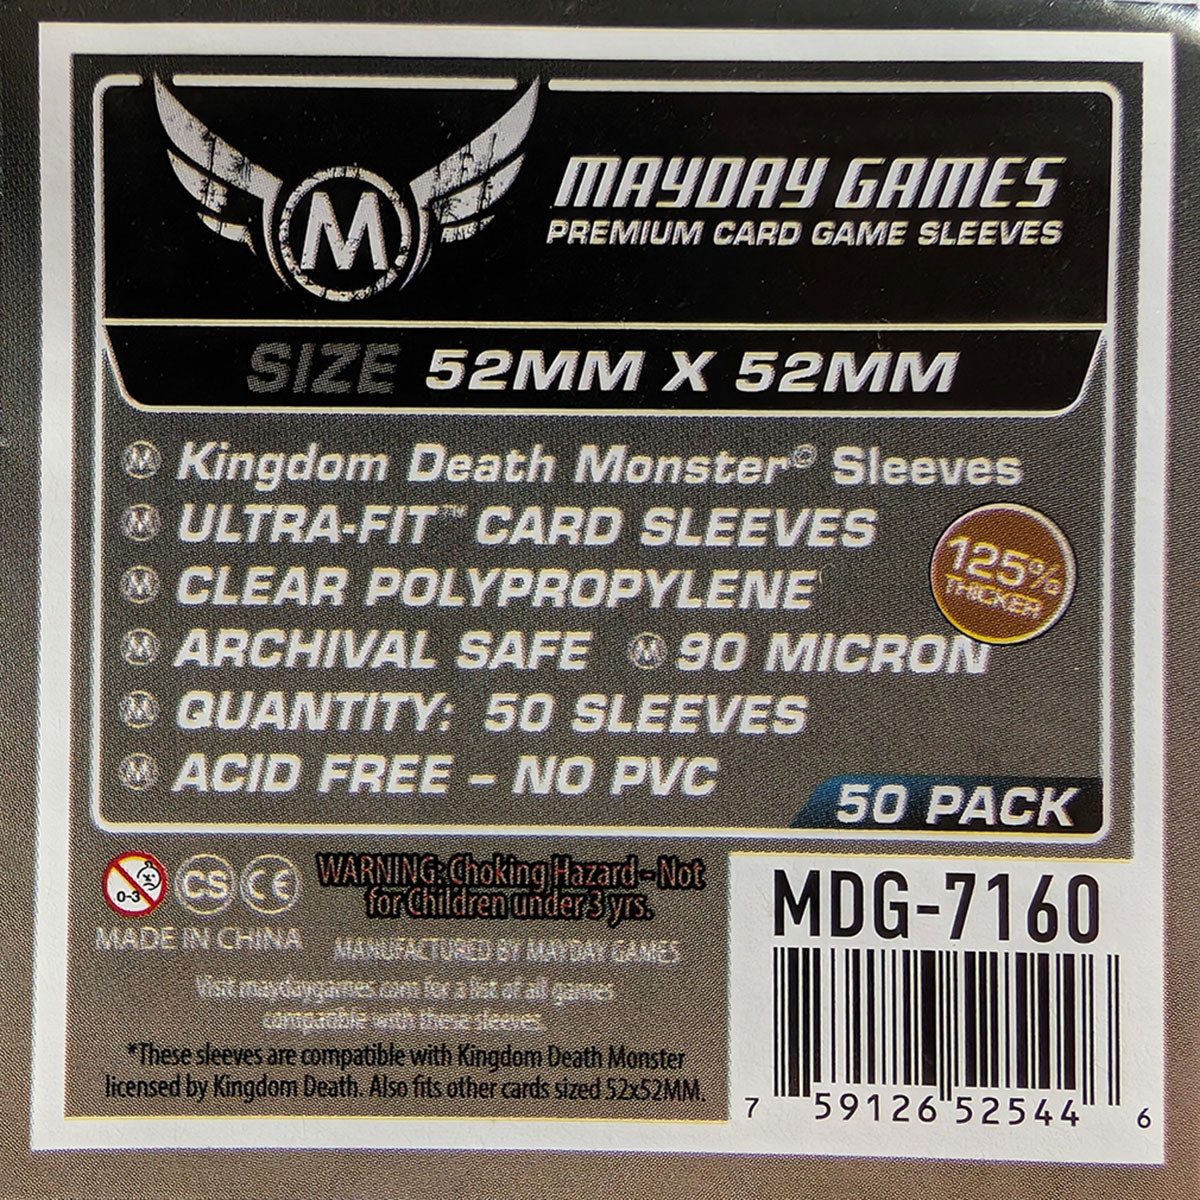 M
MAYDAY GAMES
PREMIUM CARD GAME SLEEVES
SIZE 52MM X 52MM
Kingdom Death Monster® Sleeves
ULTRA-FIT™ CARD SLEEVES
CLEAR POLYPROPYLENE
125%
THICKER
ARCHIVAL SAFE 90 MICRON
QUANTITY: 50 SLEEVES
ACID FREE - NO PVC
50 PACK
0-3 CS CE
WARNING: Choking Hazard - Not
for Children under 3 yrs.
MADE IN CHINA
MANUFACTURED BY MAYDAY GAMES
Visit maydaygames.com for a list of all games
compatible with these sleeves.
*These sleeves are compatible with Kingdom Death Monster
licensed by Kingdom Death. Also fits other cards sized 52x52MM.
MDG-7160
7 59126 52544 6